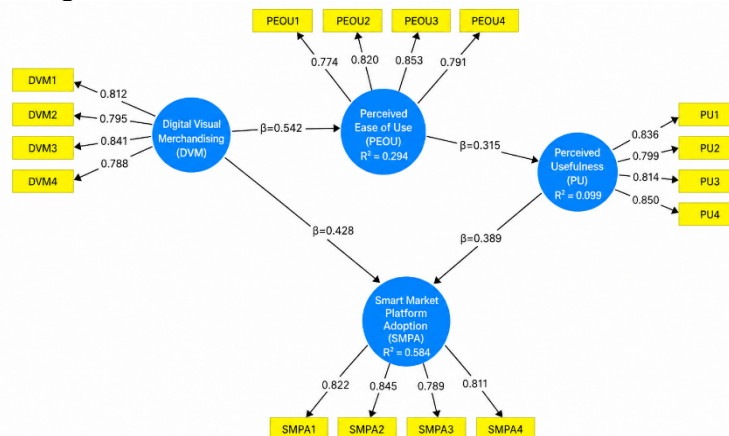 PEOU1
PEOU2
PEOU3
PEOU4
0.774
0.820
0.853
0.791
DVM1
DVM2
DVM3
DVM4
0.812
0.795
0.841
0.788
Digital Visual
Merchandising
(DVM)
β=0.542
Perceived
Ease of Use
(PEOU)
R² = 0.294
β=0.315
Perceived
Usefulness
(PU)
R² = 0.099
0.836
0.799
0.814
0.850
PU1
PU2
PU3
PU4
β=0.428
β=0.389
Smart Market
Platform
Adoption
(SMPA)
R² = 0.584
0.822
0.845
0.789
0.811
SMPA1
SMPA2
SMPA3
SMPA4